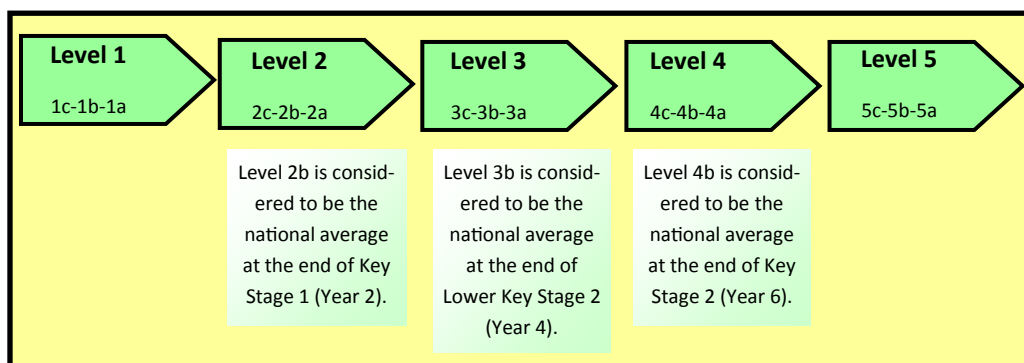 Level 1
1c-1b-1a
Level 2
2c-2b-2a
Level 3
3c-3b-3a
Level 4
4c-4b-4a
Level 5
5c-5b-5a
Level 2b is consid-
ered to be the
national average
at the end of Key
Stage 1 (Year 2).
Level 3b is consid-
ered to be the
national average
at the end of
Lower Key Stage 2
(Year 4).
Level 4b is consid-
ered to be the
national average
at the end of Key
Stage 2 (Year 6).